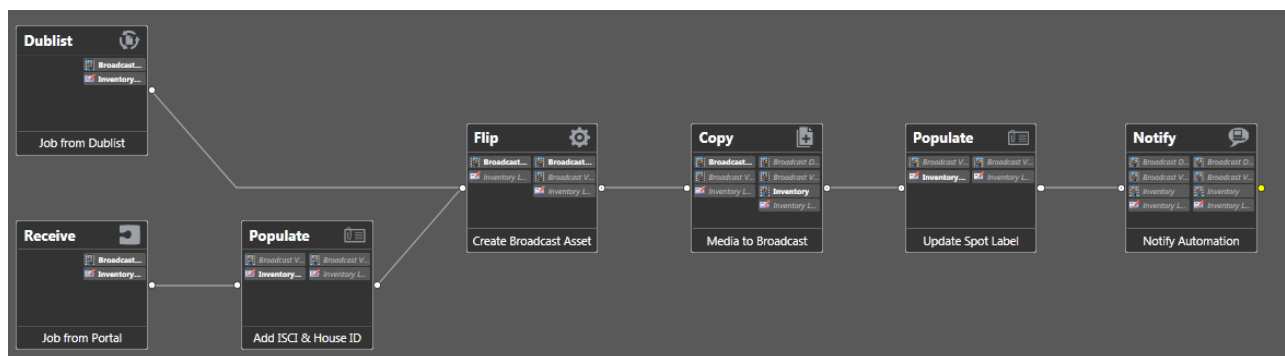 Dublist
Broadcast...
Inventory...
Job from Dublist
Receive
Broadcast...
Inventory...
Job from Portal
Populate
Broadcast V... Broadcast V...
Inventory... Inventory L...
Add ISCI & House ID
Flip
Broadcast... Broadcast...
Inventory L... Broadcast V...
Inventory L...
Create Broadcast Asset
Copy
Broadcast... Broadcast D...
Broadcast V... Broadcast V...
Inventory L... Inventory
Inventory L...
Media to Broadcast
Populate
Broadcast V... Broadcast V...
Inventory... Inventory L...
Update Spot Label
Notify
Broadcast D... Broadcast D...
Broadcast V... Broadcast V...
Inventory Inventory
Inventory L... Inventory L...
Notify Automation